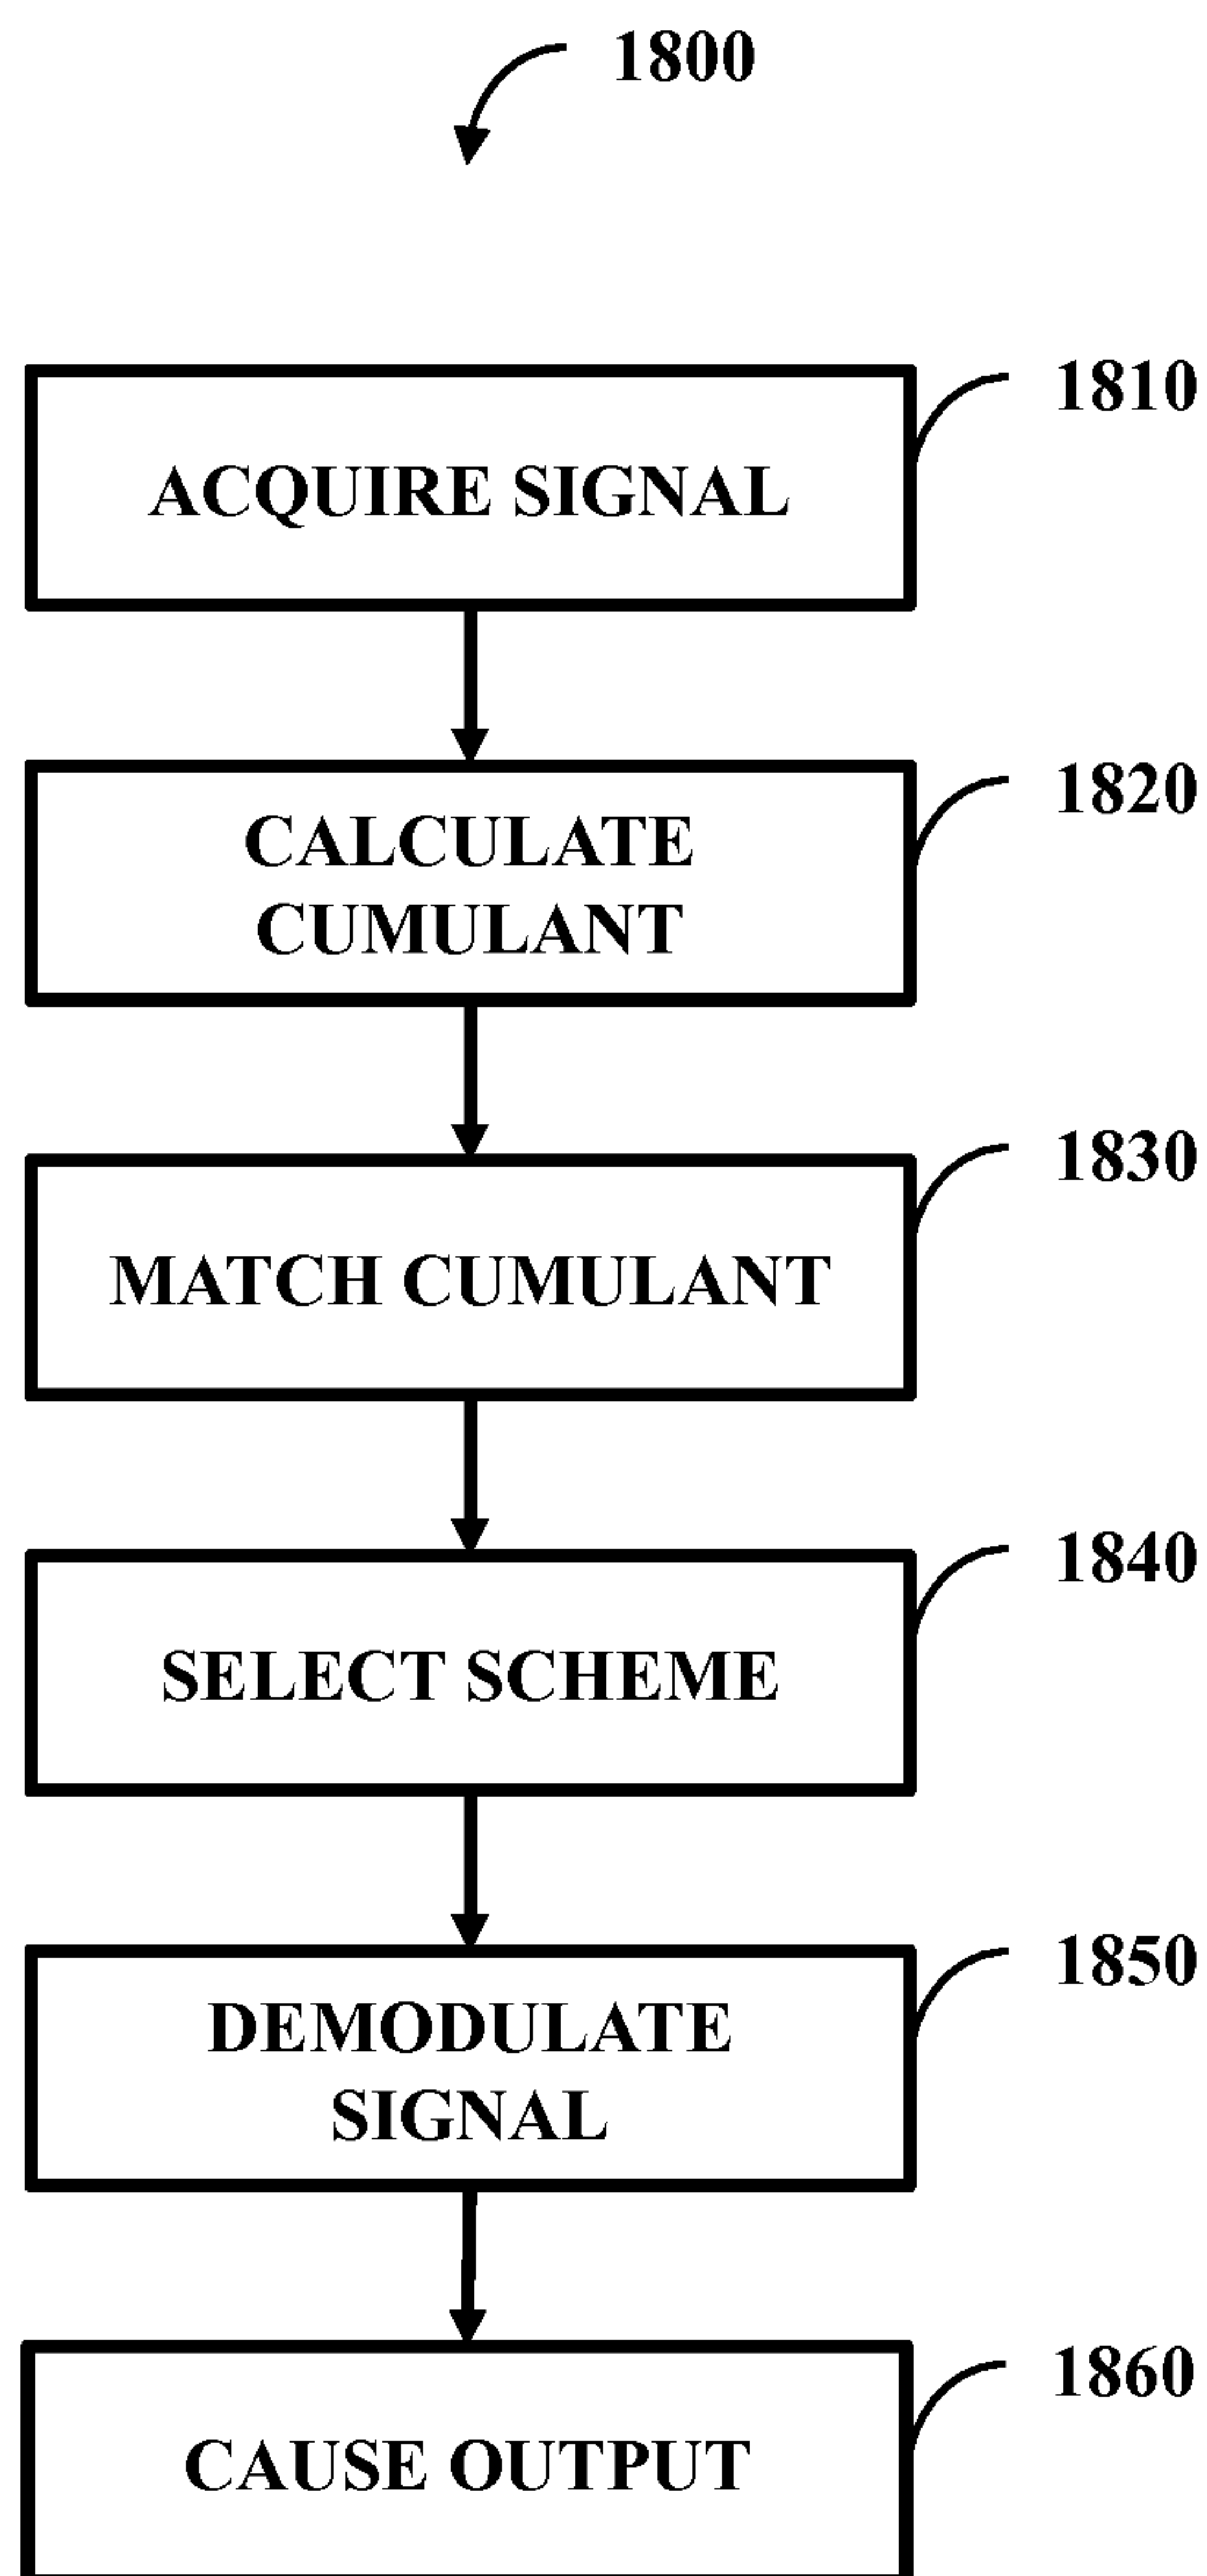 1800
1810
ACQUIRE SIGNAL
1820
CALCULATE
CUMULANT
1830
MATCH CUMULANT
1840
SELECT SCHEME
1850
DEMODULATE
SIGNAL
1860
CAUSE OUTPUT